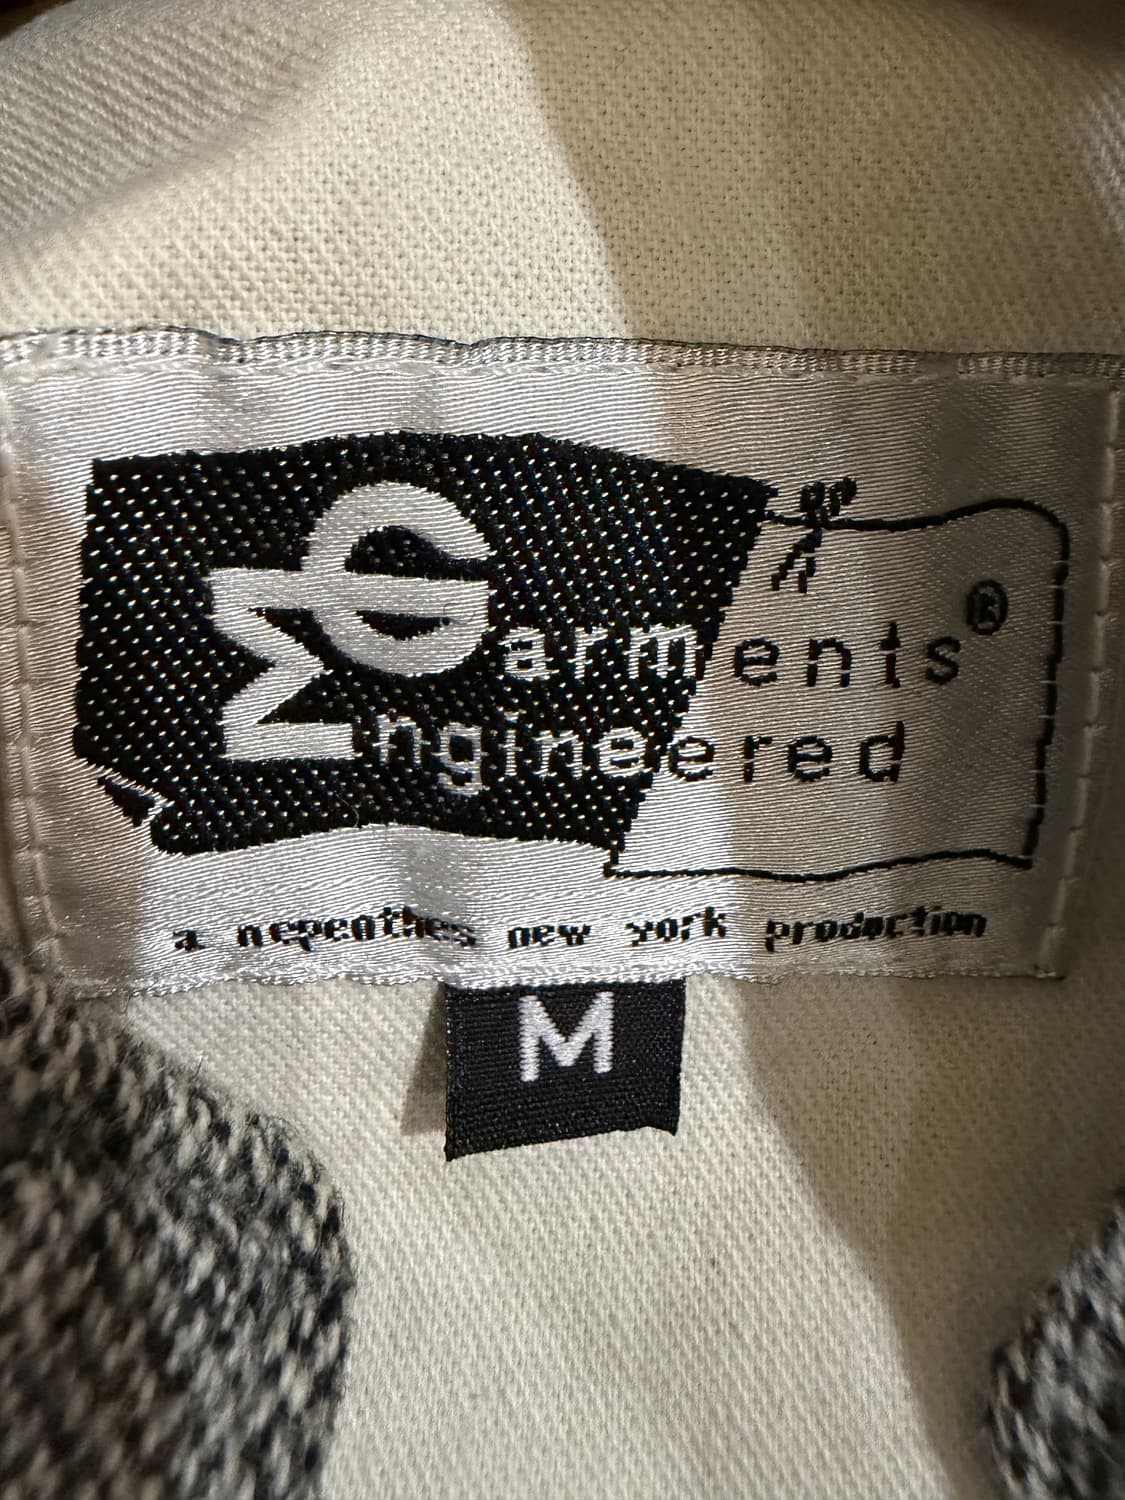 Garments®
Engineered
a nepenthes new york production
M